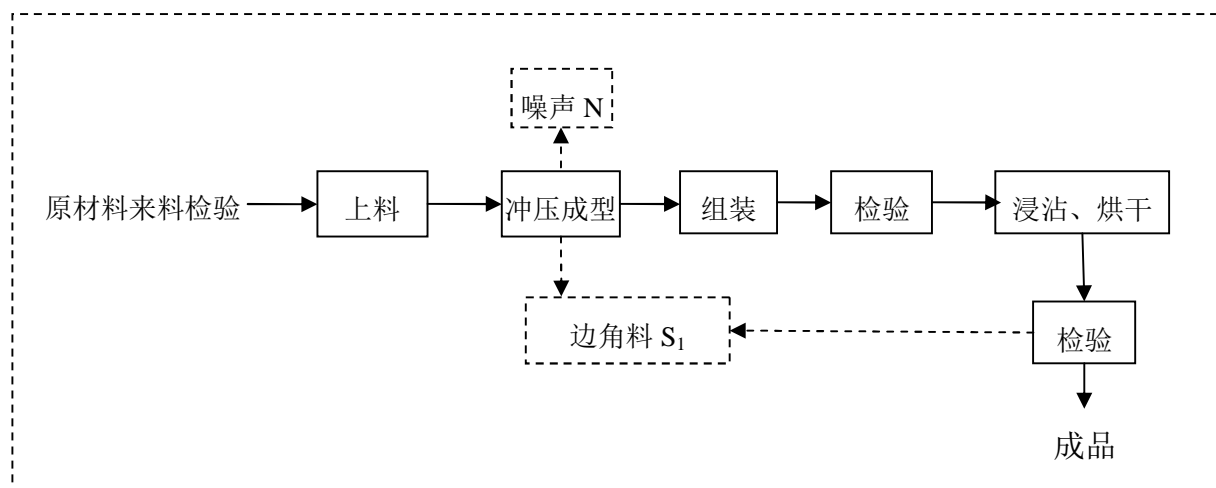 噪声 N
原材料来料检验
上料
冲压成型
组装
检验
浸沾、烘干
边角料 S₁
检验
成品